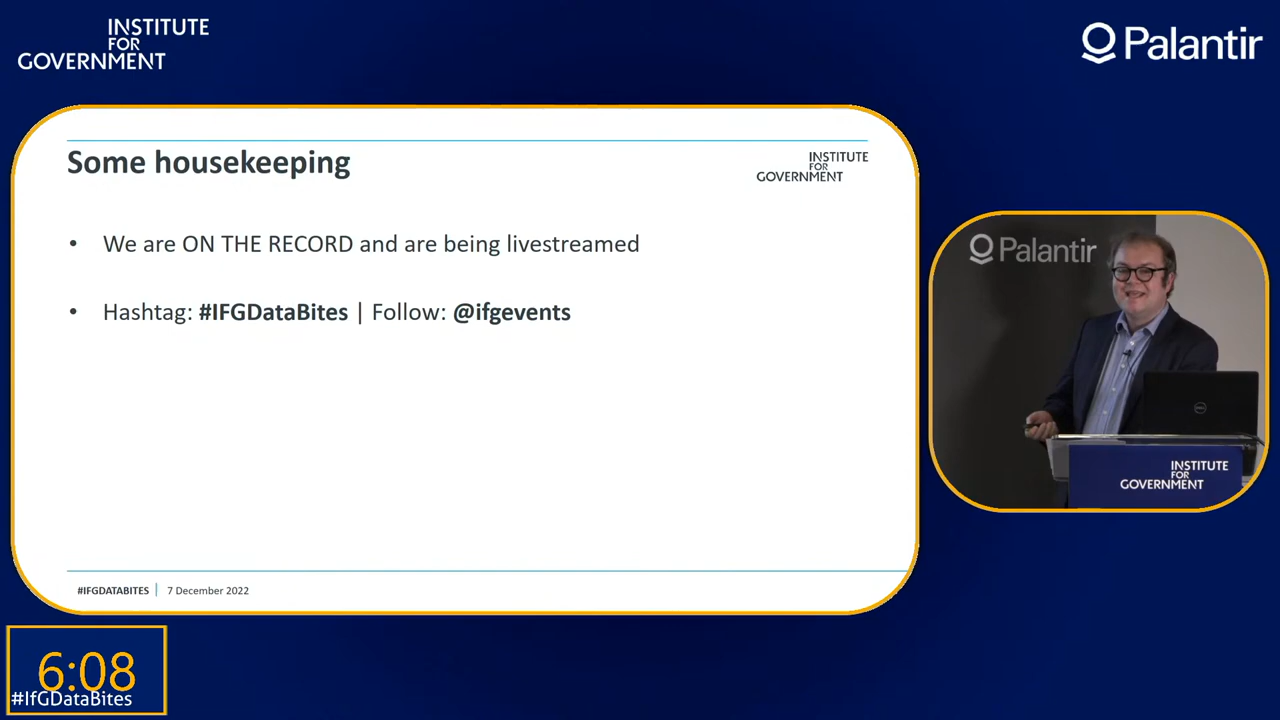 INSTITUTE
FOR
GOVERNMENT
Palantir
Some housekeeping
INSTITUTE
FOR
GOVERNMENT
• We are ON THE RECORD and are being livestreamed
• Hashtag: #IFGDataBites | Follow: @ifgevents
#IFGDATABITES | 7 December 2022
Palantir
DELL
INSTITUTE
FOR
GOVERNMENT
6:08
#IfGDataBites